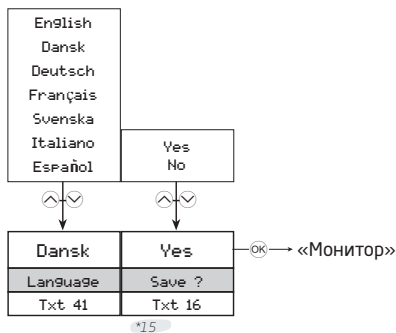 English
Dansk
Deutsch
Français
Svenska
Italiano
Español
Yes
No
Dansk
Yes
OK
«Монитор»
Language
Save ?
Txt 41
Txt 16
*15